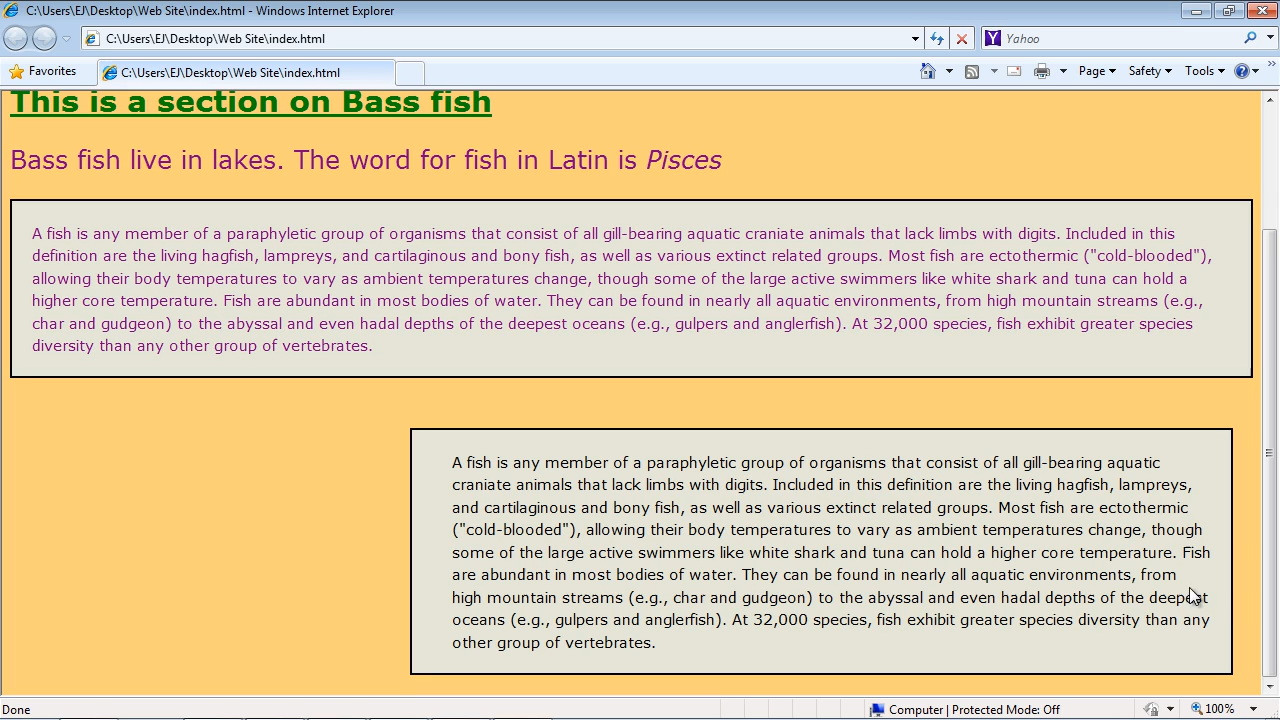 C:\Users\EJ\Desktop\Web Site\index.html - Windows Internet Explorer
C:\Users\EJ\Desktop\Web Site\index.html
Yahoo
Favorites
C:\Users\EJ\Desktop\Web Site\index.html
Page
Safety
Tools
This is a section on Bass fish
Bass fish live in lakes. The word for fish in Latin is Pisces
A fish is any member of a paraphyletic group of organisms that consist of all gill-bearing aquatic craniate animals that lack limbs with digits. Included in this
definition are the living hagfish, lampreys, and cartilaginous and bony fish, as well as various extinct related groups. Most fish are ectothermic ("cold-blooded"),
allowing their body temperatures to vary as ambient temperatures change, though some of the large active swimmers like white shark and tuna can hold a
higher core temperature. Fish are abundant in most bodies of water. They can be found in nearly all aquatic environments, from high mountain streams (e.g.,
char and gudgeon) to the abyssal and even hadal depths of the deepest oceans (e.g., gulpers and anglerfish). At 32,000 species, fish exhibit greater species
diversity than any other group of vertebrates.
A fish is any member of a paraphyletic group of organisms that consist of all gill-bearing aquatic
craniate animals that lack limbs with digits. Included in this definition are the living hagfish, lampreys,
and cartilaginous and bony fish, as well as various extinct related groups. Most fish are ectothermic
("cold-blooded"), allowing their body temperatures to vary as ambient temperatures change, though
some of the large active swimmers like white shark and tuna can hold a higher core temperature. Fish
are abundant in most bodies of water. They can be found in nearly all aquatic environments, from
high mountain streams (e.g., char and gudgeon) to the abyssal and even hadal depths of the deepest
oceans (e.g., gulpers and anglerfish). At 32,000 species, fish exhibit greater species diversity than any
other group of vertebrates.
Done
Computer | Protected Mode: Off
100%